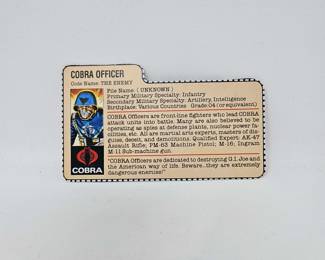 COBRA OFFICER
Code Name: THE ENEMY
File Name: (UNKNOWN)
Primary Military Specialty: Infantry
Secondary Military Specialty: Artillery, Intelligence
Birthplace: Various Countries Grade: O4 (or equivalent)
COBRA Officers are front-line fighters who lead COBRA
attack units into battle. Many are also believed to be
operating as spies at defense plants, nuclear power fa-
cilities, etc. All are martial arts experts, masters of dis-
guise, deceit, and demolitions. Qualified Expert: AK-47
Assault Rifle; PM-63 Machine Pistol; M-16; Ingram
M-11 Sub-machine gun.
"COBRA Officers are dedicated to destroying G.I. Joe and
the American way of life. Beware...they are extremely
dangerous enemies!"
COBRA